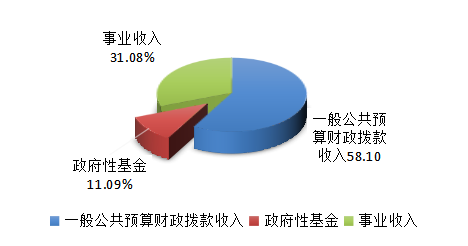 事业收入
31.08%
一般公共预
算财政拨款
收入58.10
政府性基金
11.09%
一般公共预算财政拨款收入 政府性基金 事业收入